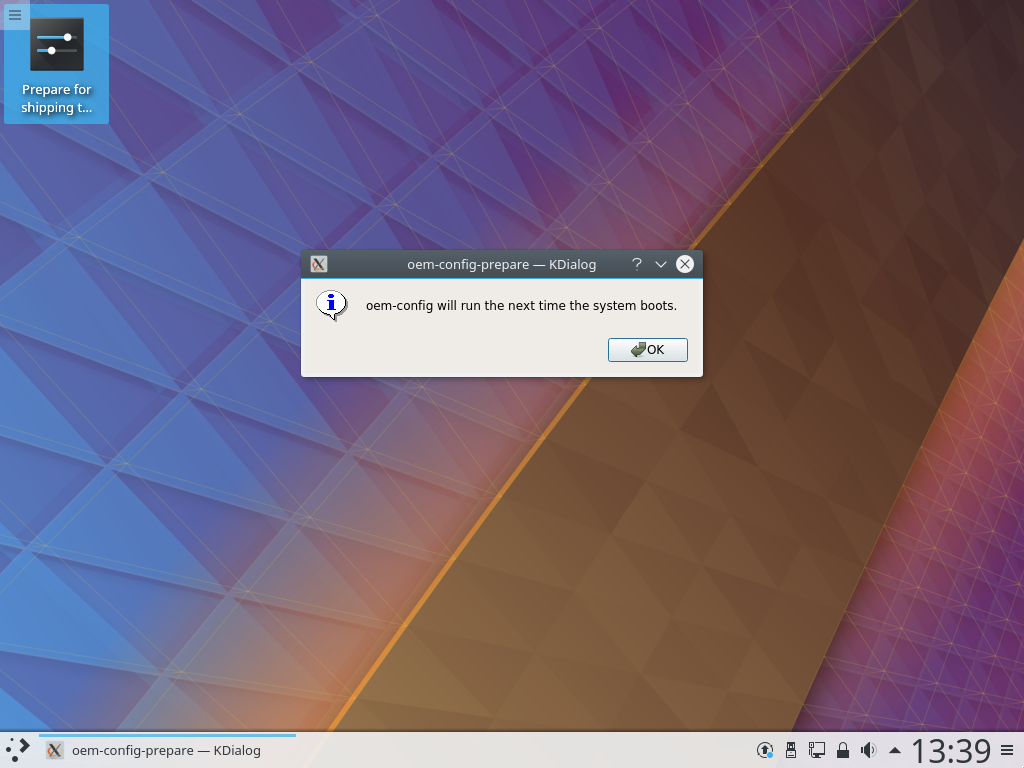 Prepare for
shipping t...
oem-config-prepare — KDialog
oem-config will run the next time the system boots.
OK
oem-config-prepare — KDialog
13:39